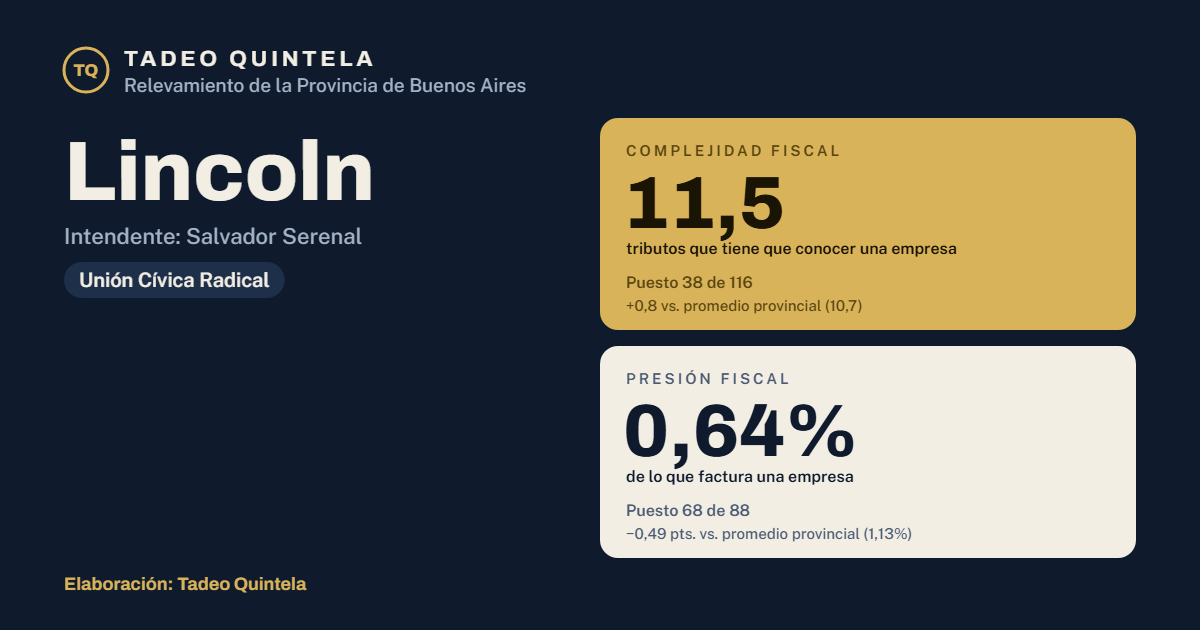 TQ
TADEO QUINTELA
Relevamiento de la Provincia de Buenos Aires
Lincoln
Intendente: Salvador Serenal
Unión Cívica Radical
COMPLEJIDAD FISCAL
11,5
tributos que tiene que conocer una empresa
Puesto 38 de 116
+0,8 vs. promedio provincial (10,7)
PRESIÓN FISCAL
0,64%
de lo que factura una empresa
Puesto 68 de 88
−0,49 pts. vs. promedio provincial (1,13%)
Elaboración: Tadeo Quintela